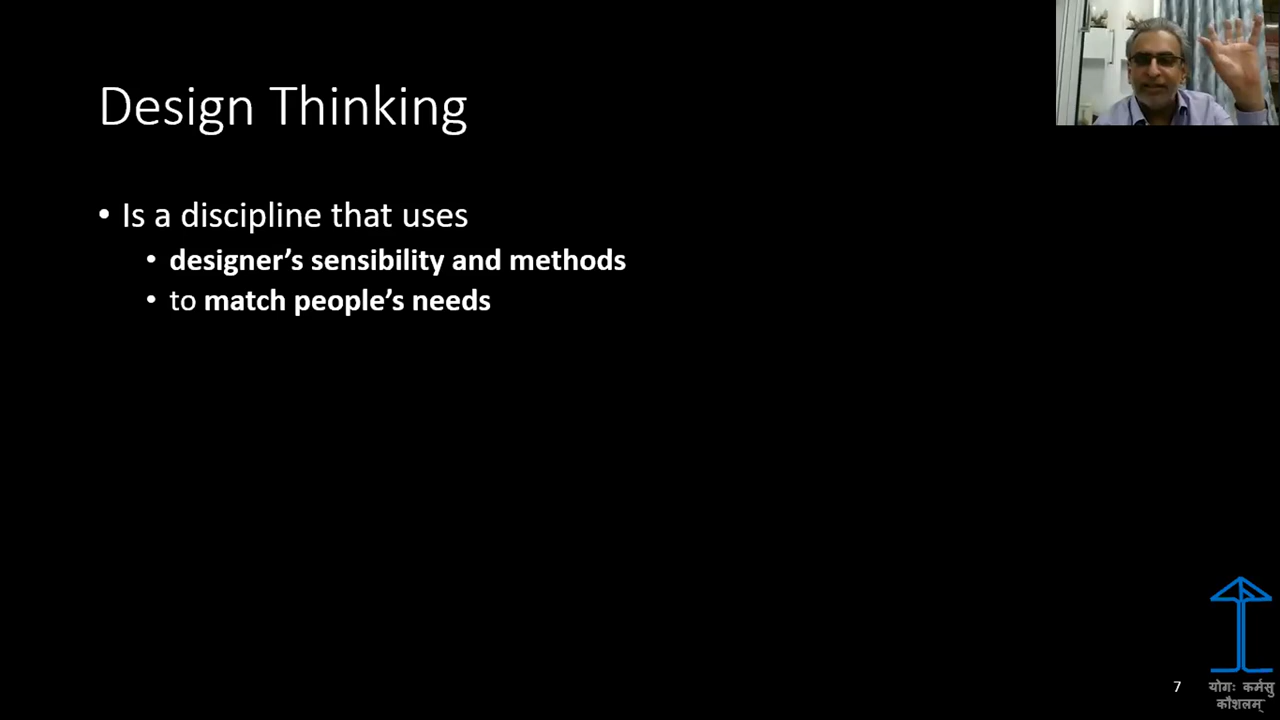 Design Thinking
• Is a discipline that uses
• designer’s sensibility and methods
• to match people’s needs
7
योगः कर्मसु
कौशलम्